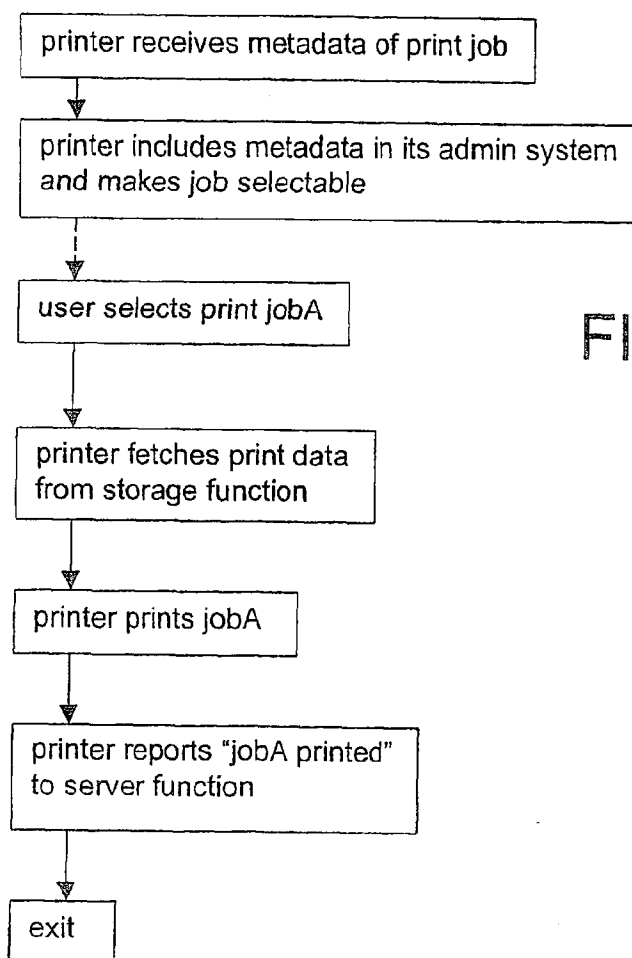 printer receives metadata of print job
printer includes metadata in its admin system
and makes job selectable
user selects print jobA
FI
printer fetches print data
from storage function
printer prints jobA
printer reports “jobA printed”
to server function
exit